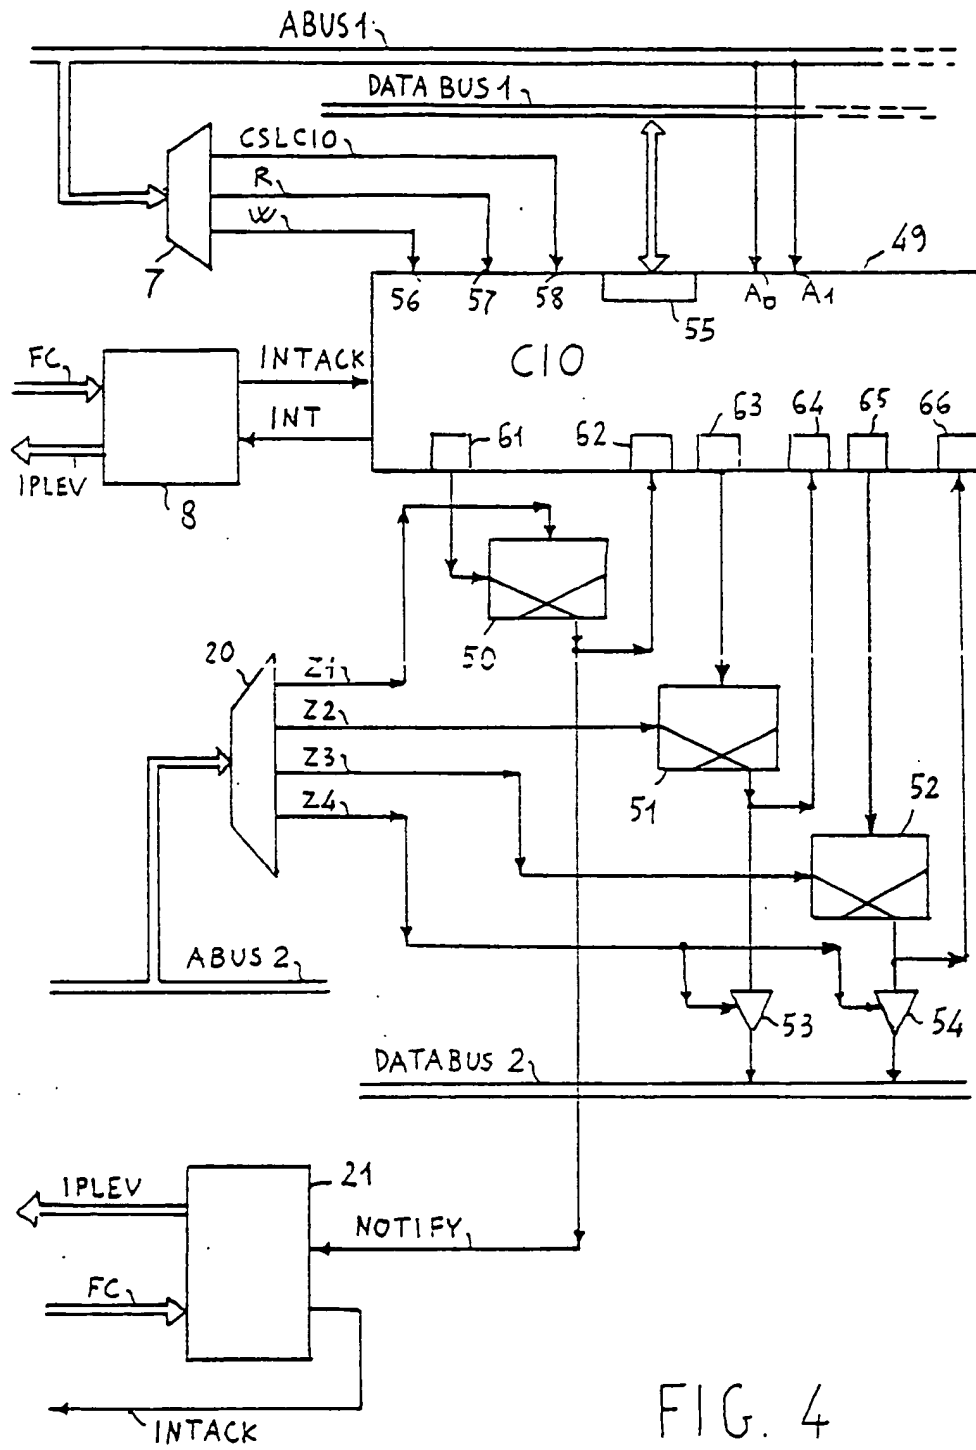 ABUS1
DATA BUS 1
CSLCIO
R
W
7
49
56 57 58 55 A0 A1
CIO
FC
INTACK
INT
IPLEV
8
61 62 63 64 65 66
50
20
Z1
Z2
Z3
Z4
51
52
ABUS 2
53 54
DATABUS 2
IPLEV
21
NOTIFY
FC
INTACK
FIG. 4